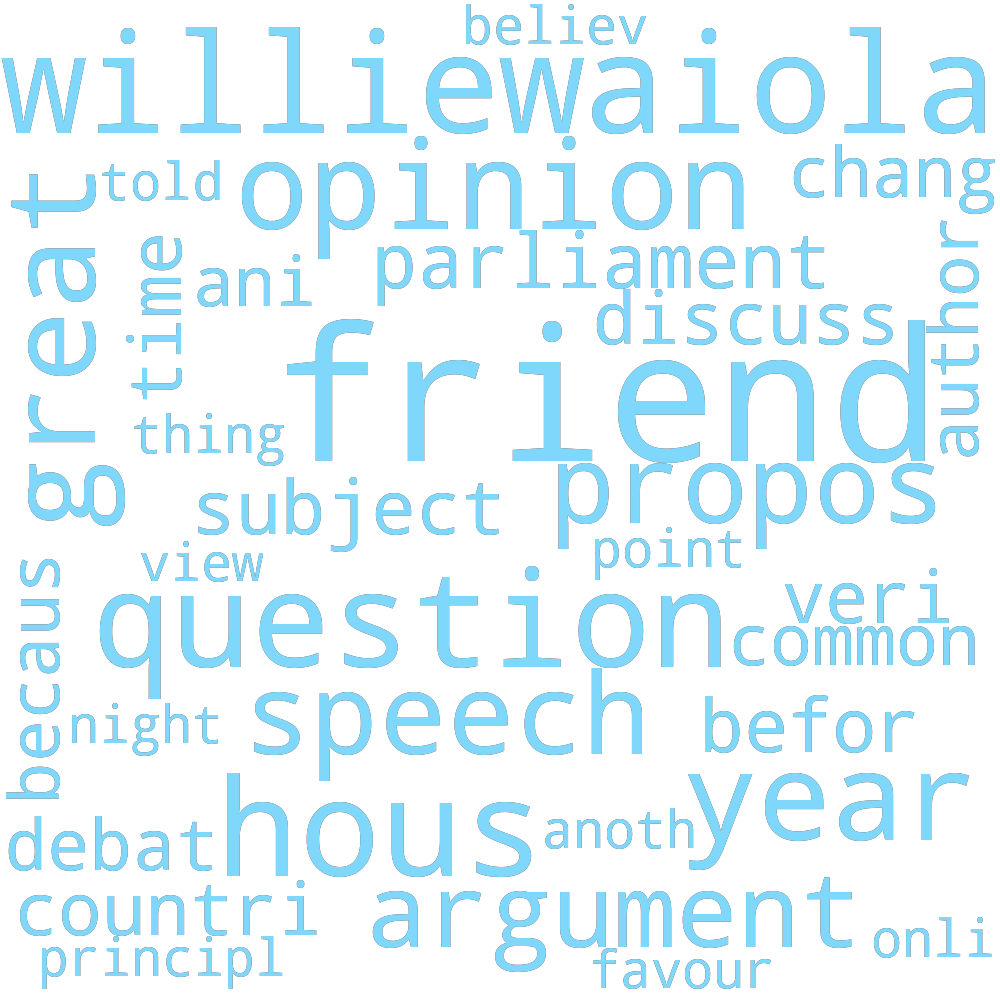 believ
williewaiola
told
opinion
chang
great
time
ani
parliament
author
discuss
friend
thing
propos
subject
point
view
question
veri
common
becaus
speech
night
befor
hous
year
debat
anoth
countri
argument
onli
principl
favour